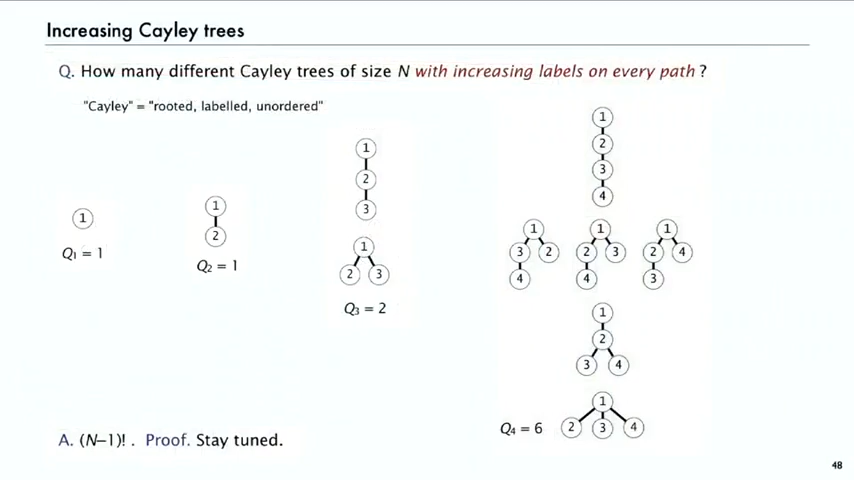 Increasing Cayley trees
Q. How many different Cayley trees of size N with increasing labels on every path ?
"Cayley" = "rooted, labelled, unordered"
1
Q1 = 1
1
2
Q2 = 1
1
2
3
1
2 3
Q3 = 2
1
2
3
4
1
3 2
4
1
2 3
4
1
2 4
3
1
2
3 4
1
2 3 4
Q4 = 6
A. (N–1)! . Proof. Stay tuned.
48